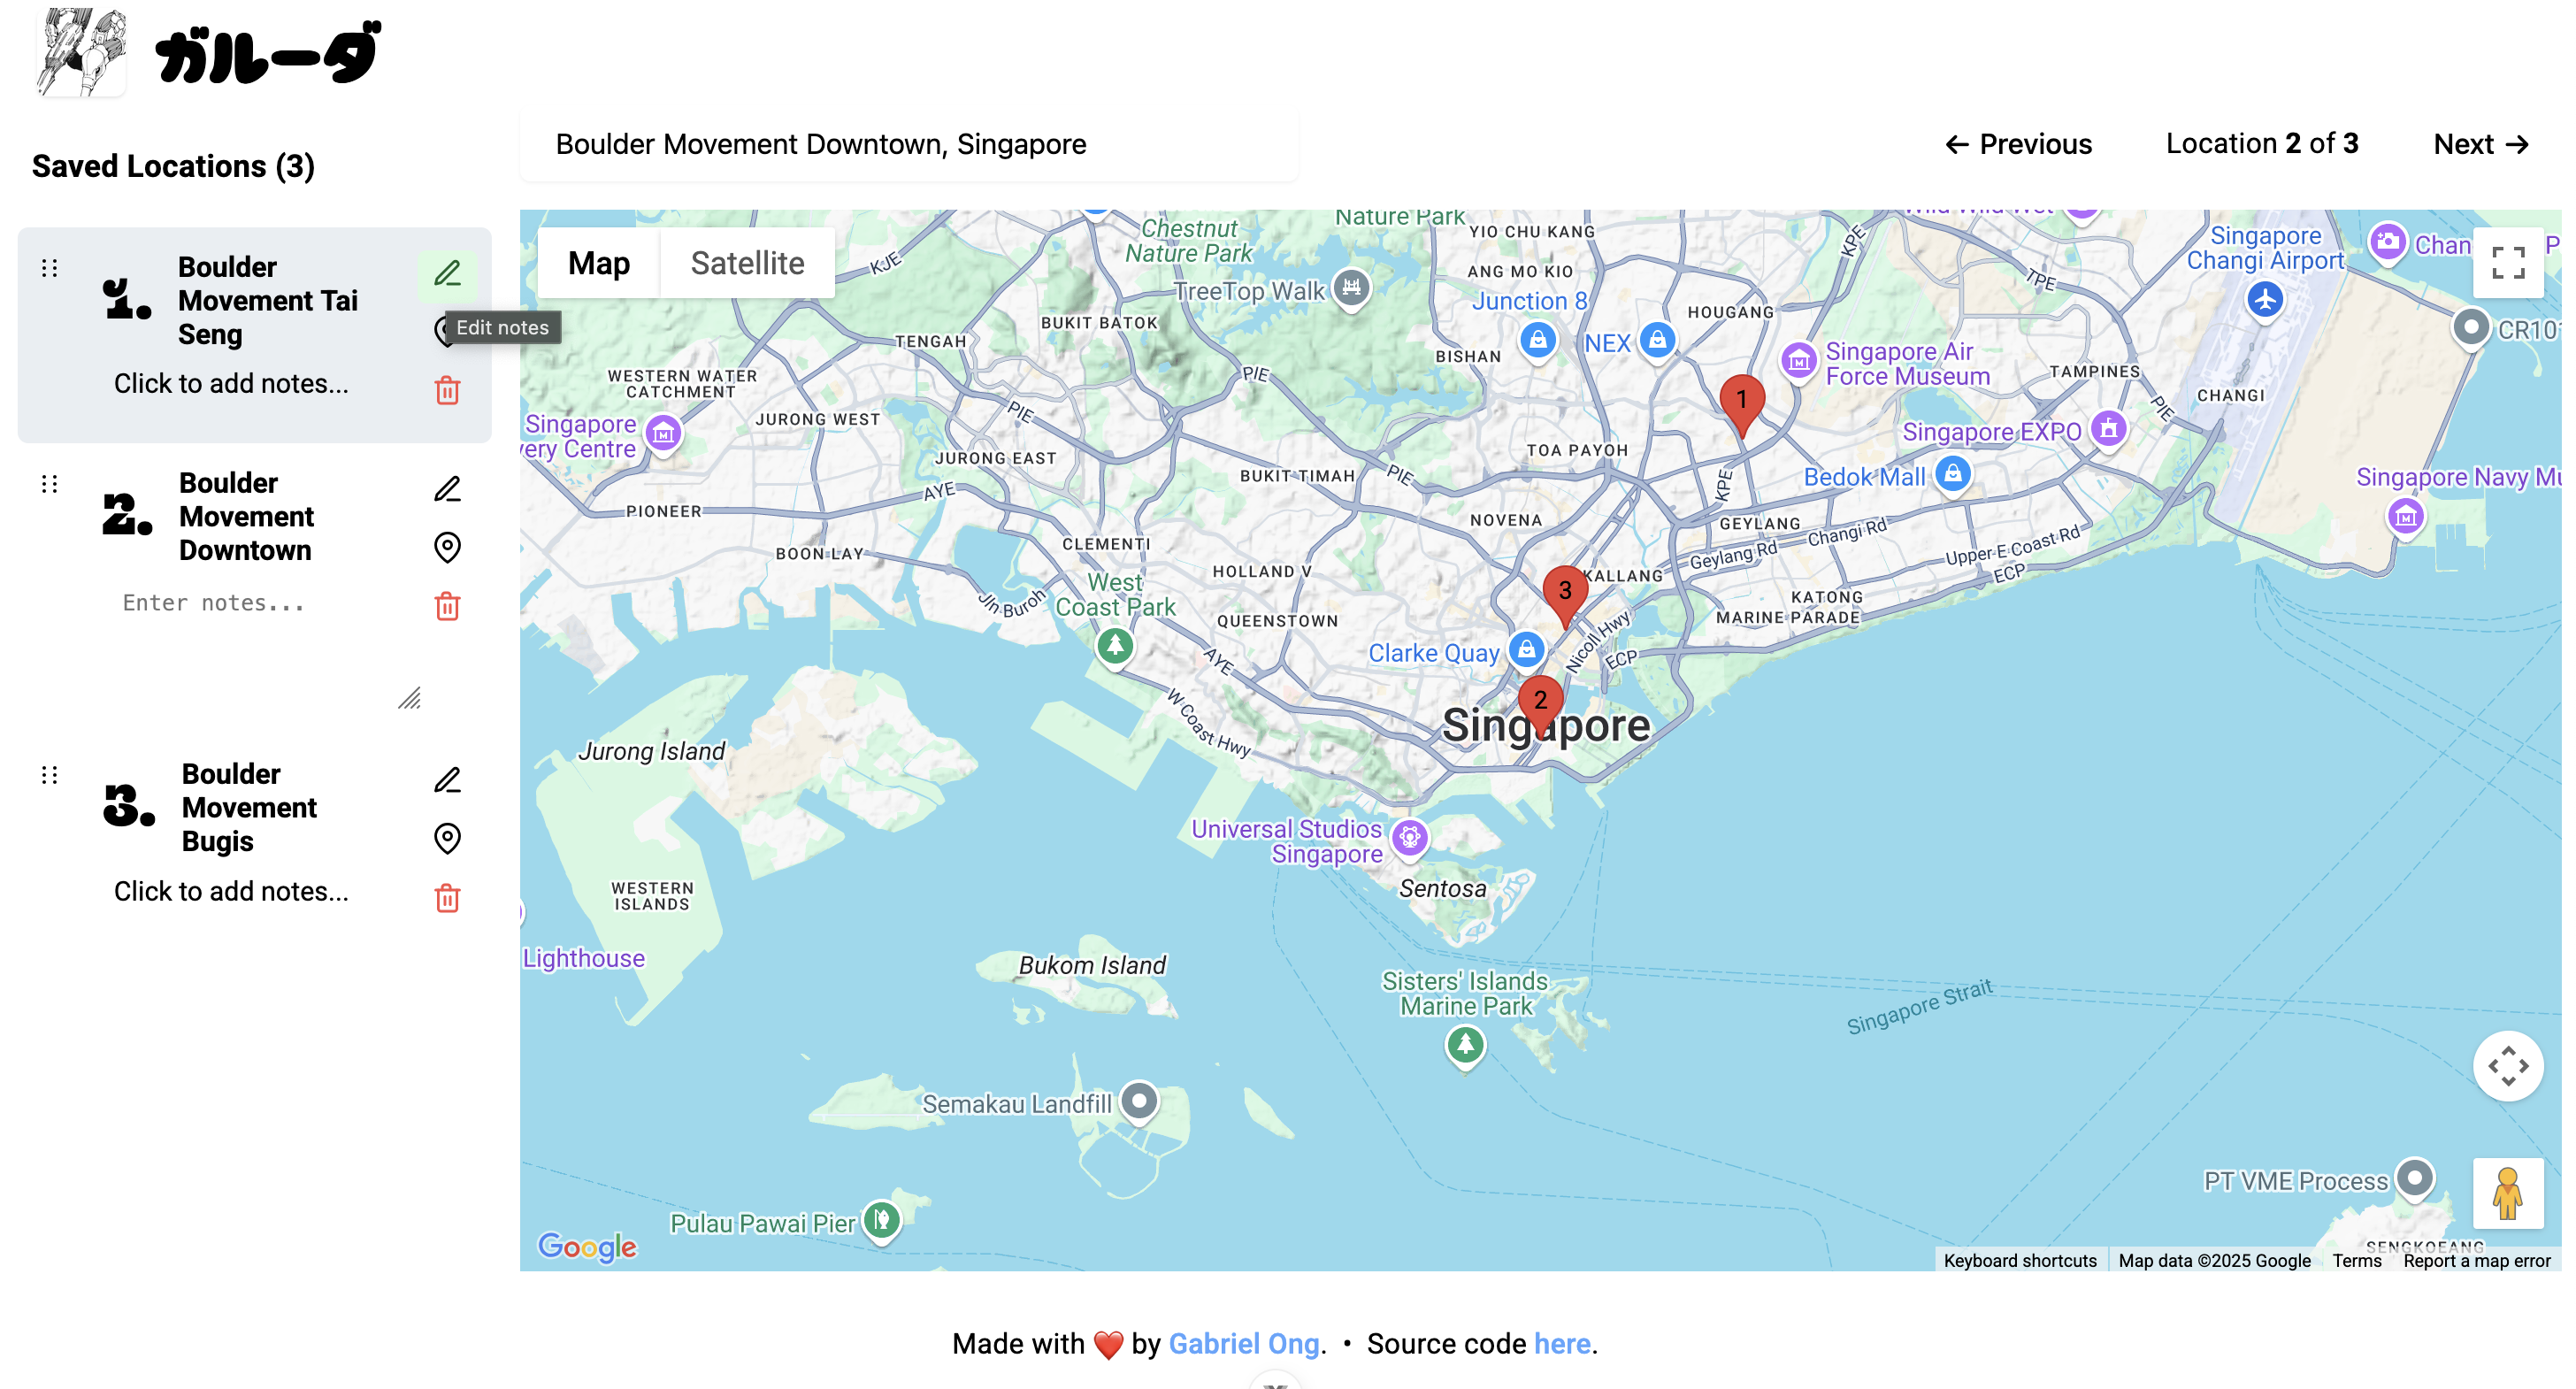 ガルーダ
Saved Locations (3)
Boulder Movement Downtown, Singapore
← Previous
Location 2 of 3
Next →
1.
Boulder
Movement Tai
Seng
Edit notes
Click to add notes...
2.
Boulder
Movement
Downtown
Enter notes...
3.
Boulder
Movement
Bugis
Click to add notes...
Map
Satellite
Chestnut
Nature Park
Nature Park
YIO CHU KANG
KPE
TPE
Singapore
Changi Airport
Chan
P
KJE
TreeTop Walk
ANG MO KIO
Junction 8
HOUGANG
CR10
BUKIT BATOK
TENGAH
BISHAN
NEX
Singapore Air
Force Museum
TAMPINES
WESTERN WATER
CATCHMENT
PIE
PIE
PIE
CHANGI
1
JURONG WEST
Singapore
very Centre
Singapore EXPO
JURONG EAST
TOA PAYOH
BUKIT TIMAH
PIE
KPE
Bedok Mall
Singapore Navy Mu
PIONEER
AYE
NOVENA
GEYLANG
Changi Rd
Geylang Rd
Upper E Coast Rd
BOON LAY
CLEMENTI
HOLLAND V
KALLANG
ECP
3
West
Coast Park
Jln Buroh
KATONG
MARINE PARADE
QUEENSTOWN
Nicoll Hwy
ECP
Clarke Quay
AYE
W Coast Hwy
2
Singapore
Jurong Island
Universal Studios
Singapore
Sentosa
WESTERN
ISLANDS
Lighthouse
Bukom Island
Sisters' Islands
Marine Park
Singapore Strait
Semakau Landfill
PT VME Process
Pulau Pawai Pier
SENGKOEANG
Google
Keyboard shortcuts
Map data ©2025 Google
Terms
Report a map error
Made with ❤️ by Gabriel Ong. • Source code here.